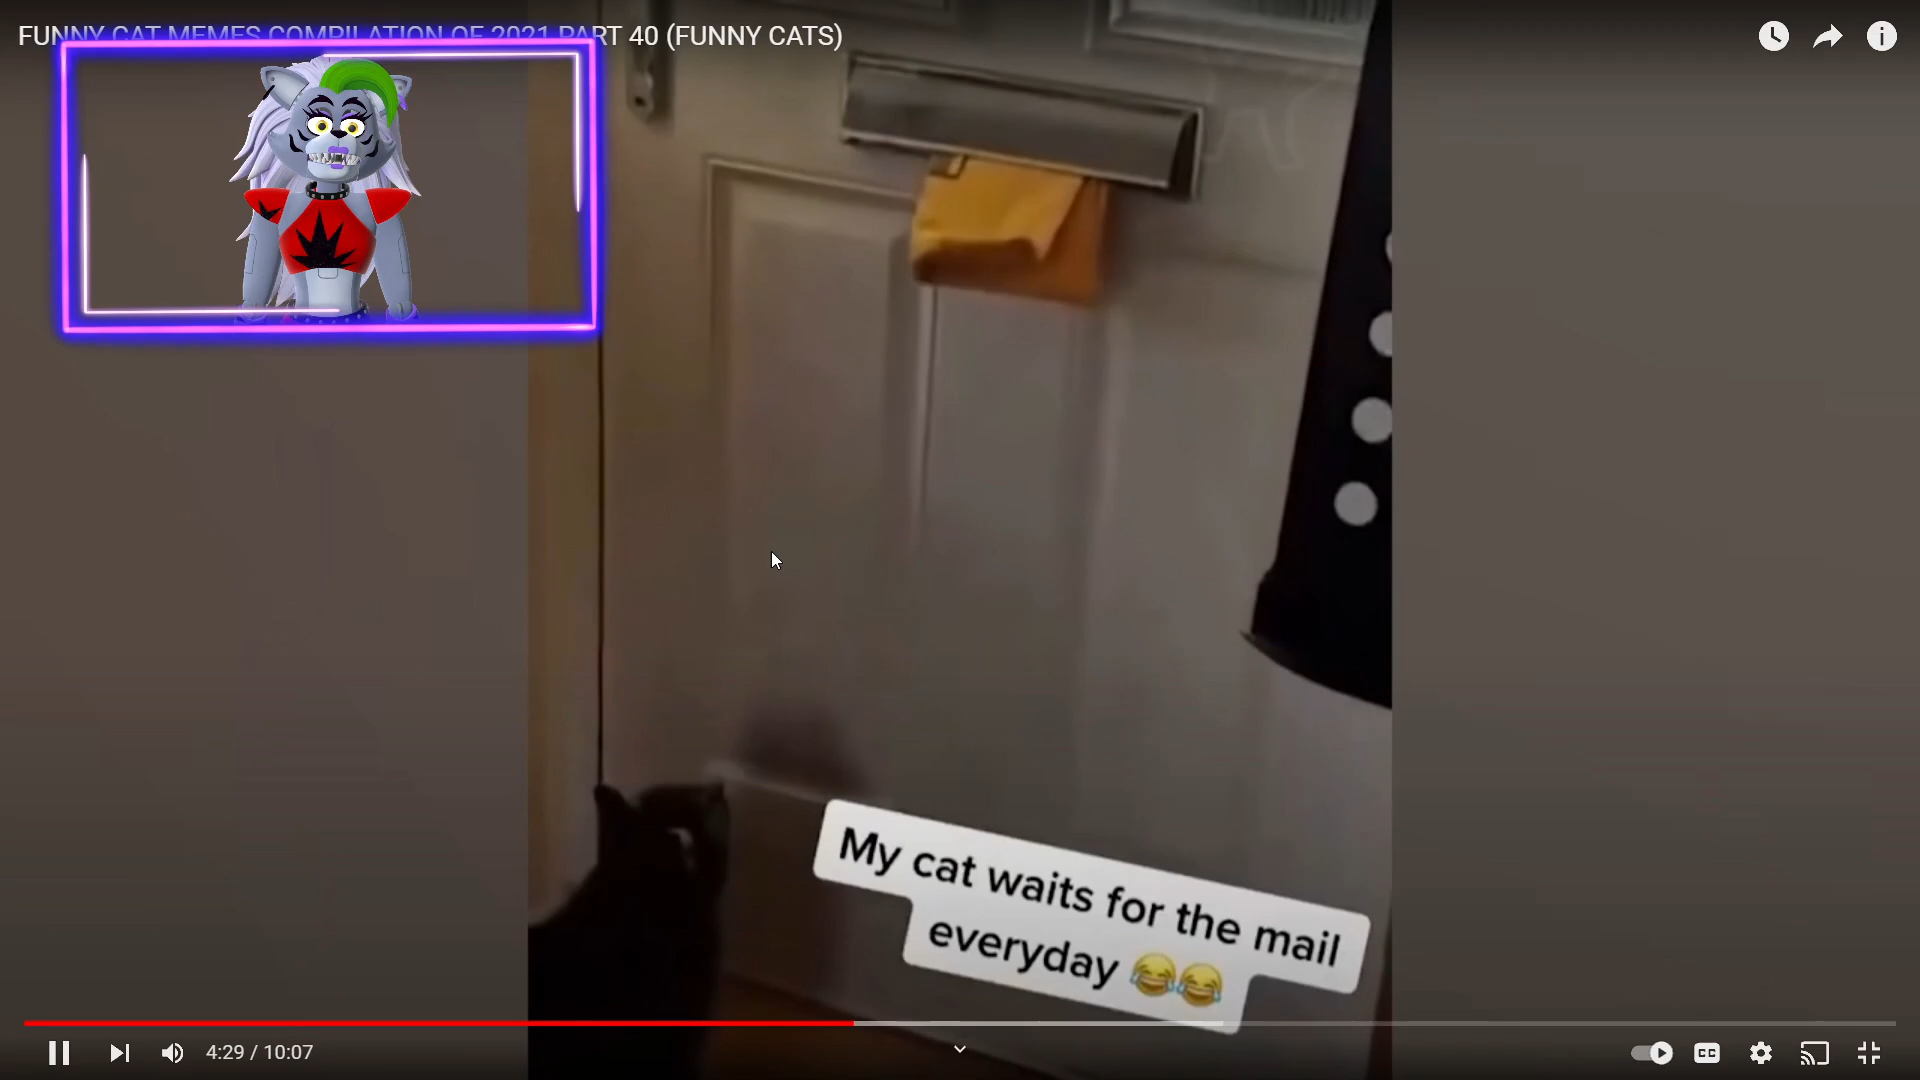 FUNNY CAT MEMES COMPILATION OF 2021 PART 40 (FUNNY CATS)
My cat waits for the mail
everyday 😂😂
4:29 / 10:07
CC